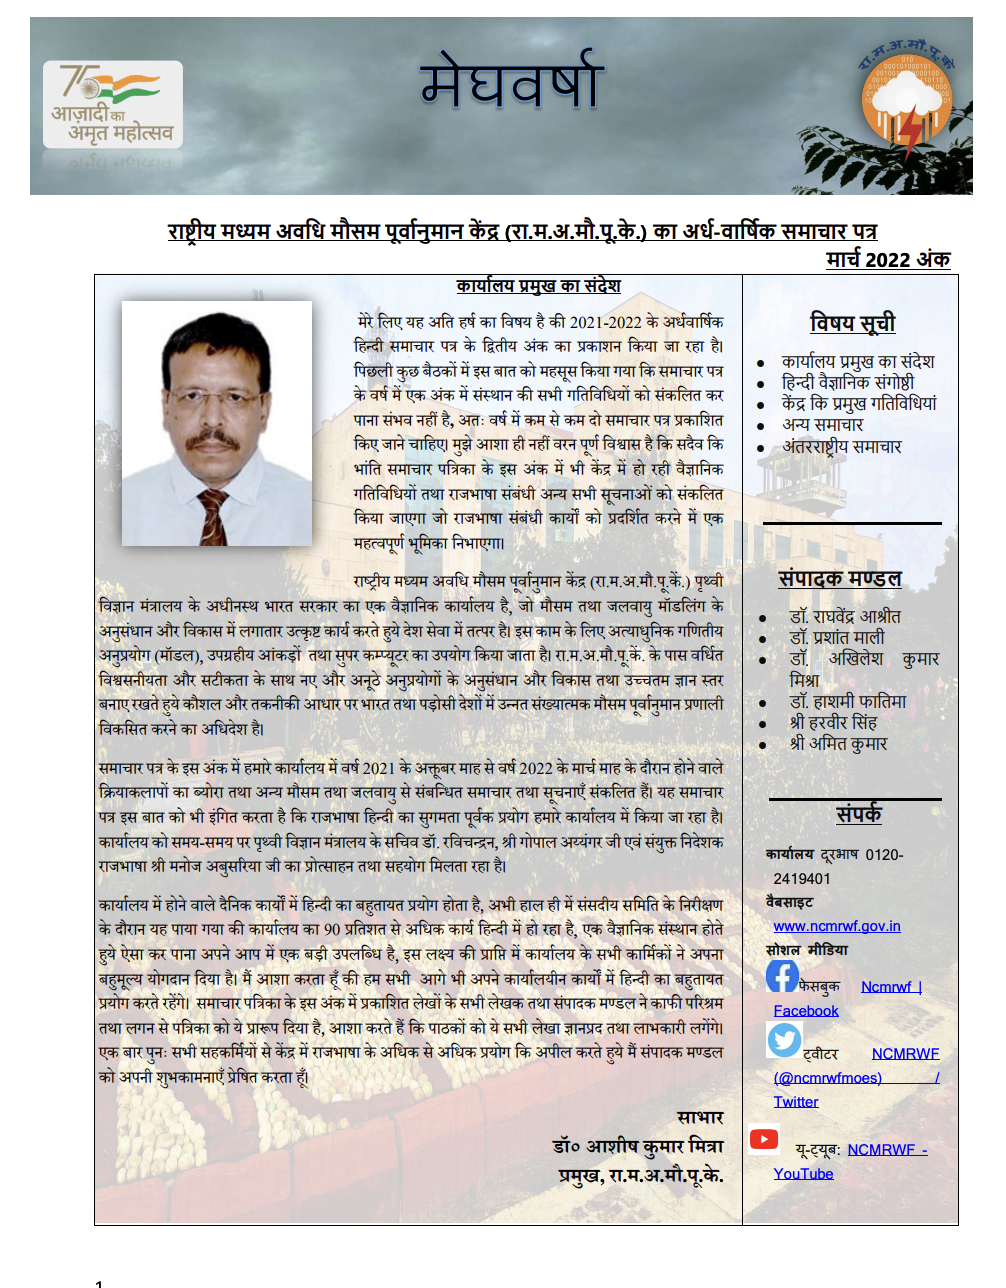 75
आज़ादी का
अमृत महोत्सव
मेघवर्षा
रा.म.अ.मौ.पू.के
राष्ट्रीय मध्यम अवधि मौसम पूर्वानुमान केंद्र (रा.म.अ.मौ.पू.के.) का अर्ध-वार्षिक समाचार पत्र
मार्च 2022 अंक
कार्यालय प्रमुख का संदेश
मेरे लिए यह अति हर्ष का विषय है की 2021-2022 के अर्धवार्षिक
हिन्दी समाचार पत्र के द्वितीय अंक का प्रकाशन किया जा रहा है।
पिछली कुछ बैठकों में इस बात को महसूस किया गया कि समाचार पत्र
के वर्ष में एक अंक में संस्थान की सभी गतिविधियों को संकलित कर
पाना संभव नहीं है, अतः वर्ष में कम से कम दो समाचार पत्र प्रकाशित
किए जाने चाहिए। मुझे आशा ही नहीं वरन पूर्ण विश्वास है कि सदैव कि
भांति समाचार पत्रिका के इस अंक में भी केंद्र में हो रही वैज्ञानिक
गतिविधियों तथा राजभाषा संबंधी अन्य सभी सूचनाओं को संकलित
किया जाएगा जो राजभाषा संबंधी कार्यों को प्रदर्शित करने में एक
महत्वपूर्ण भूमिका निभाएगा।
राष्ट्रीय मध्यम अवधि मौसम पूर्वानुमान केंद्र (रा.म.अ.मौ.पू.कें.) पृथ्वी
विज्ञान मंत्रालय के अधीनस्थ भारत सरकार का एक वैज्ञानिक कार्यालय है, जो मौसम तथा जलवायु मॉडलिंग के
अनुसंधान और विकास में लगातार उत्कृष्ट कार्य करते हुये देश सेवा में तत्पर है। इस काम के लिए अत्याधुनिक गणितीय
अनुप्रयोग (मॉडल), उपग्रहीय आंकड़ों तथा सुपर कम्प्यूटर का उपयोग किया जाता है। रा.म.अ.मौ.पू.कें. के पास वर्धित
विश्वसनीयता और सटीकता के साथ नए और अनूठे अनुप्रयोगों के अनुसंधान और विकास तथा उच्चतम ज्ञान स्तर
बनाए रखते हुये कौशल और तकनीकी आधार पर भारत तथा पड़ोसी देशों में उन्नत संख्यात्मक मौसम पूर्वानुमान प्रणाली
विकसित करने का अधिदेश है।
समाचार पत्र के इस अंक में हमारे कार्यालय में वर्ष 2021 के अक्तूबर माह से वर्ष 2022 के मार्च माह के दौरान होने वाले
क्रियाकलापों का ब्योरा तथा अन्य मौसम तथा जलवायु से संबन्धित समाचार तथा सूचनाएँ संकलित हैं। यह समाचार
पत्र इस बात को भी इंगित करता है कि राजभाषा हिन्दी का सुगमता पूर्वक प्रयोग हमारे कार्यालय में किया जा रहा है।
कार्यालय को समय-समय पर पृथ्वी विज्ञान मंत्रालय के सचिव डॉ. रविचन्द्रन, श्री गोपाल अय्यंगर जी एवं संयुक्त निदेशक
राजभाषा श्री मनोज अबुसरिया जी का प्रोत्साहन तथा सहयोग मिलता रहा है।
कार्यालय में होने वाले दैनिक कार्यों में हिन्दी का बहुतायत प्रयोग होता है, अभी हाल ही में संसदीय समिति के निरीक्षण
के दौरान यह पाया गया की कार्यालय का 90 प्रतिशत से अधिक कार्य हिन्दी में हो रहा है, एक वैज्ञानिक संस्थान होते
हुये ऐसा कर पाना अपने आप में एक बड़ी उपलब्धि है, इस लक्ष्य की प्राप्ति में कार्यालय के सभी कार्मिकों ने अपना
बहुमूल्य योगदान दिया है। मैं आशा करता हूँ की हम सभी आगे भी अपने कार्यालयीन कार्यों में हिन्दी का बहुतायत
प्रयोग करते रहेंगे। समाचार पत्रिका के इस अंक में प्रकाशित लेखों के सभी लेखक तथा संपादक मण्डल ने काफी परिश्रम
तथा लगन से पत्रिका को ये प्रारूप दिया है, आशा करते हैं कि पाठकों को ये सभी लेखा ज्ञानप्रद तथा लाभकारी लगेंगे।
एक बार पुनः सभी सहकर्मियों से केंद्र में राजभाषा के अधिक से अधिक प्रयोग कि अपील करते हुये मैं संपादक मण्डल
को अपनी शुभकामनाएँ प्रेषित करता हूँ।
साभार
डॉ० आशीष कुमार मित्रा
प्रमुख, रा.म.अ.मौ.पू.के.
विषय सूची
● कार्यालय प्रमुख का संदेश
● हिन्दी वैज्ञानिक संगोष्ठी
● केंद्र कि प्रमुख गतिविधियां
● अन्य समाचार
● अंतरराष्ट्रीय समाचार
संपादक मण्डल
● डॉ. राघवेंद्र आश्रीत
● डॉ. प्रशांत माली
● डॉ. अखिलेश कुमार
मिश्रा
● डॉ. हाशमी फातिमा
● श्री हरवीर सिंह
● श्री अमित कुमार
संपर्क
कार्यालय दूरभाष 0120-
2419401
वैबसाइट
www.ncmrwf.gov.in
सोशल मीडिया
फेसबुक Ncmrwf |
Facebook
ट्वीटर NCMRWF
(@ncmrwfmoes) /
Twitter
यू-ट्यूब: NCMRWF -
YouTube
1